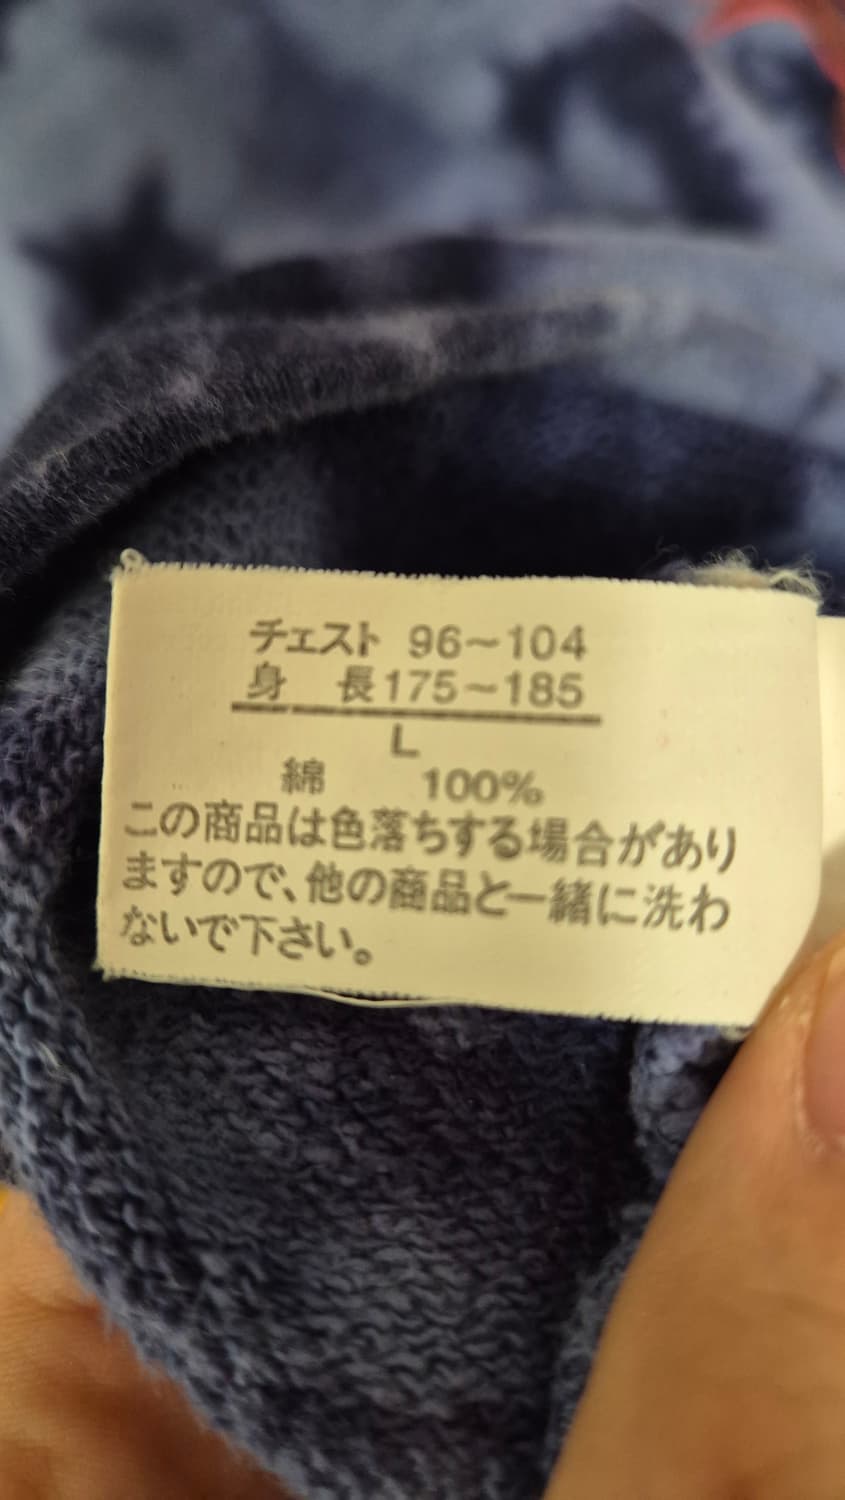 チェスト 96～104
身 長175～185
L
綿 100%
この商品は色落ちする場合があり
ますので、他の商品と一緒に洗わ
ないで下さい。